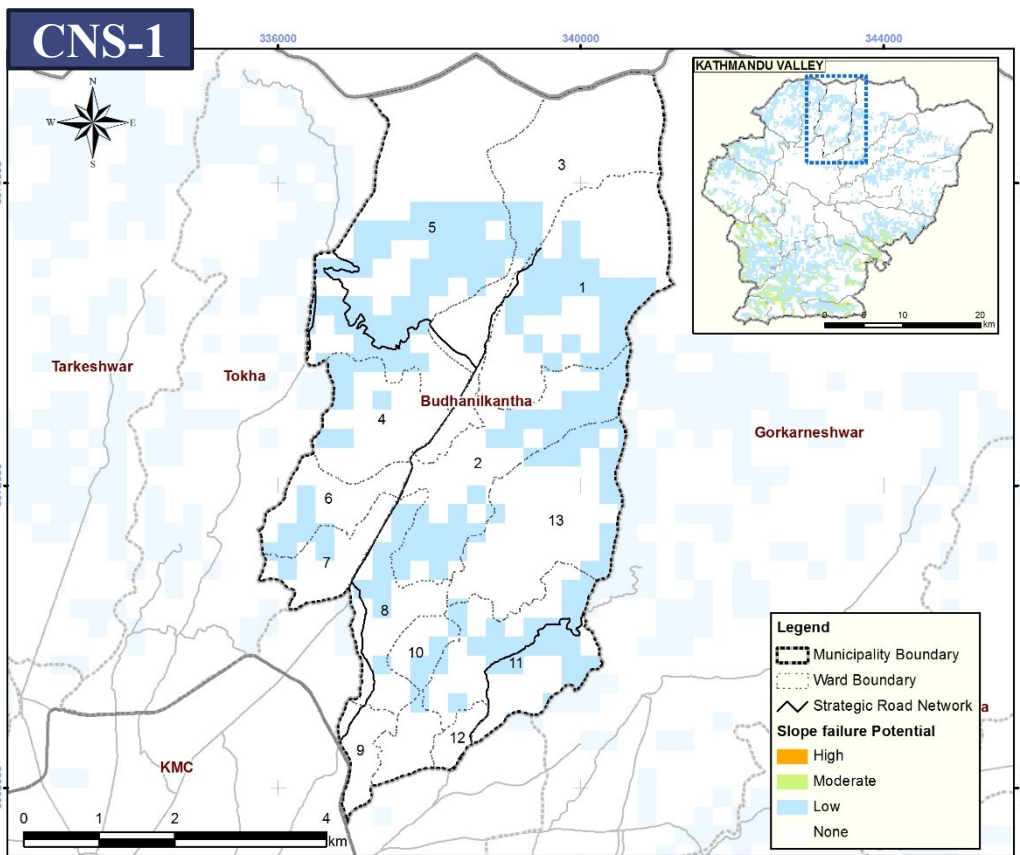 CNS-1
336000
340000
344000
KATHMANDU VALLEY
0
5
10
20
km
N
W
E
S
3
5
1
Tarkeshwar
Tokha
Budhanilkantha
4
Gorkarneshwar
2
6
13
7
8
10
11
12
9
KMC
Legend
Municipality Boundary
Ward Boundary
Strategic Road Network
a
Slope failure Potential
High
Moderate
Low
None
0
1
2
4
km